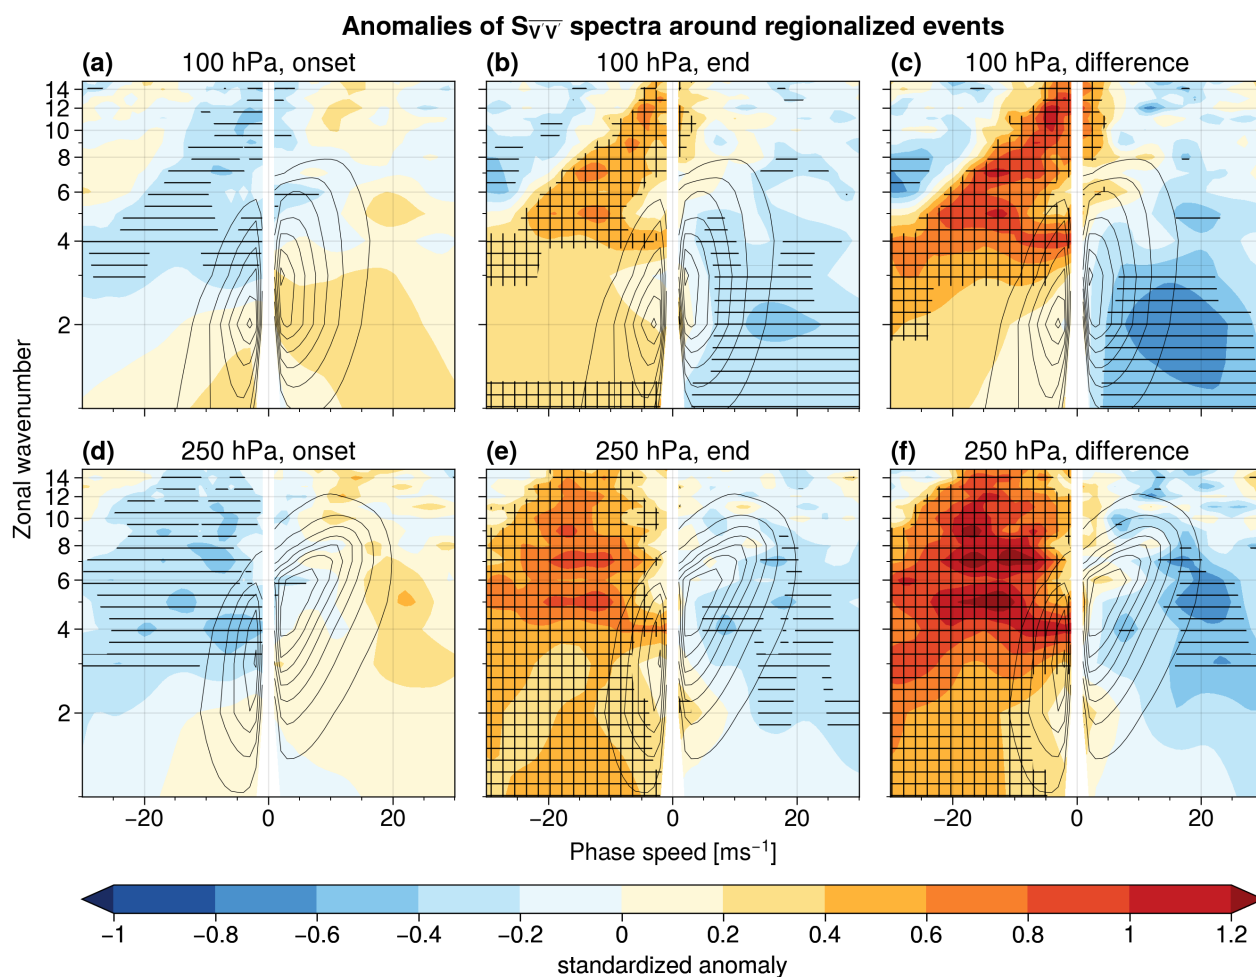 Anomalies of S v′v′ spectra around regionalized events
(a) 100 hPa, onset
(b) 100 hPa, end
(c) 100 hPa, difference
14
12
10
8
6
4
2
(d) 250 hPa, onset
(e) 250 hPa, end
(f) 250 hPa, difference
14
12
10
8
6
4
2
Zonal wavenumber
−20 0 20
−20 0 20
−20 0 20
Phase speed [ms⁻¹]
−1 −0.8 −0.6 −0.4 −0.2 0 0.2 0.4 0.6 0.8 1 1.2
standardized anomaly